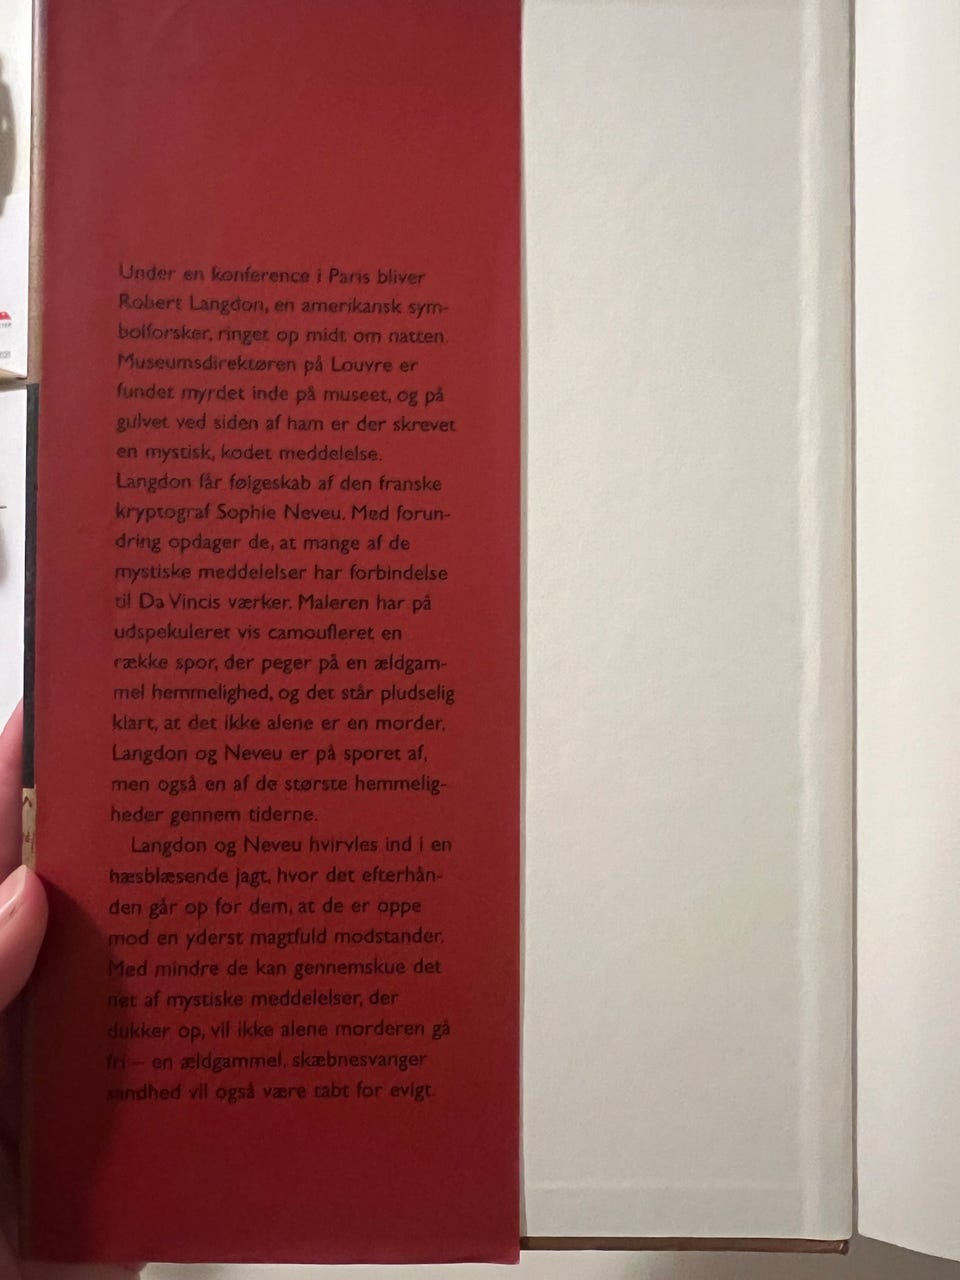 Under en konference i Paris bliver
Robert Langdon, en amerikansk sym-
bolforsker, ringet op midt om natten.
Museumsdirektøren på Louvre er
fundet myrdet inde på museet, og på
gulvet ved siden af ham er der skrevet
en mystisk, kodet meddelelse.
Langdon får følgeskab af den franske
kryptograf Sophie Neveu. Med forun-
dring opdager de, at mange af de
mystiske meddelelser har forbindelse
til Da Vincis værker. Maleren har på
udspekuleret vis camoufleret en
række spor, der peger på en ældgam-
mel hemmelighed, og det står pludselig
klart, at det ikke alene er en morder,
Langdon og Neveu er på sporet af,
men også en af de største hemmelig-
heder gennem tiderne.
Langdon og Neveu hvirvles ind i en
hæsblæsende jagt, hvor det efterhån-
den går op for dem, at de er oppe
mod en yderst magtfuld modstander.
Med mindre de kan gennemskue det
net af mystiske meddelelser, der
dukker op, vil ikke alene morderen gå
fri – en ældgammel, skæbnesvanger
sandhed vil også være tabt for evigt.